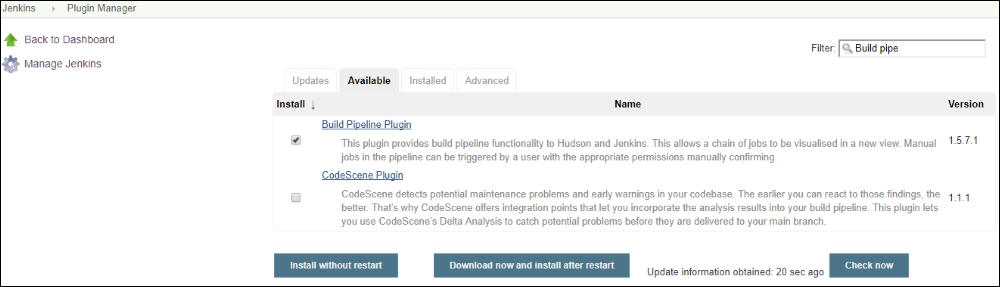 Jenkins Plugin Manager
Back to Dashboard
Manage Jenkins
Filter: Build pipe
Updates Available Installed Advanced
Install ↓ Name Version
Build Pipeline Plugin
This plugin provides build pipeline functionality to Hudson and Jenkins. This allows a chain of jobs to be visualised in a new view. Manual
jobs in the pipeline can be triggered by a user with the appropriate permissions manually confirming.
1.5.7.1
CodeScene Plugin
CodeScene detects potential maintenance problems and early warnings in your codebase. The earlier you can react to those findings, the
better. That's why CodeScene offers integration points that let you incorporate the analysis results into your build pipeline. This plugin lets
you use CodeScene's Delta Analysis to catch potential problems before they are delivered to your main branch.
1.1.1
Install without restart Download now and install after restart Update information obtained: 20 sec ago Check now